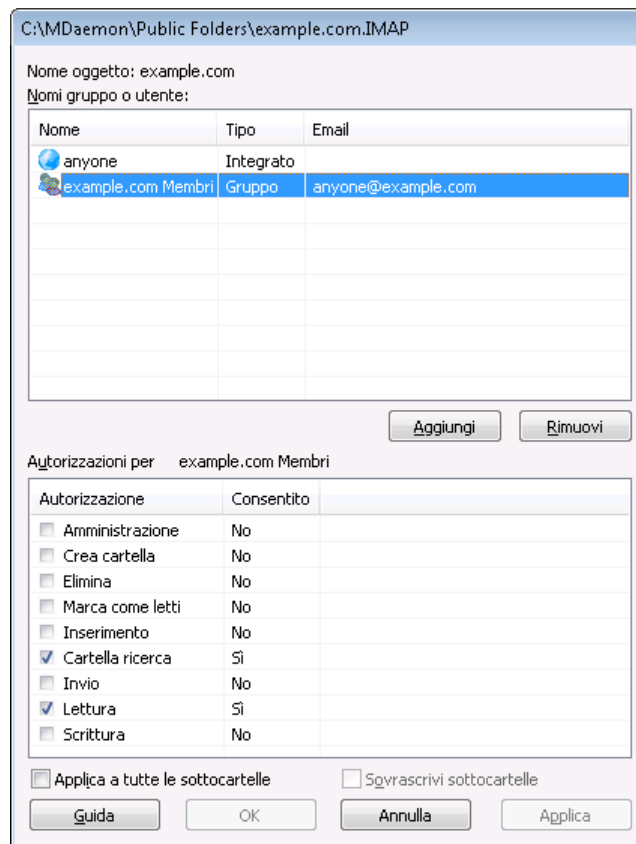 C:\MDaemon\Public Folders\example.com.IMAP
Nome oggetto: example.com
Nomi gruppo o utente:
Nome Tipo Email
anyone Integrato
example.com Membri Gruppo anyone@example.com
Aggiungi Rimuovi
Autorizzazioni per example.com Membri
Autorizzazione Consentito
Amministrazione No
Crea cartella No
Elimina No
Marca come letti No
Inserimento No
Cartella ricerca Sì
Invio No
Lettura Sì
Scrittura No
Applica a tutte le sottocartelle Sovrascrivi sottocartelle
Guida OK Annulla Applica